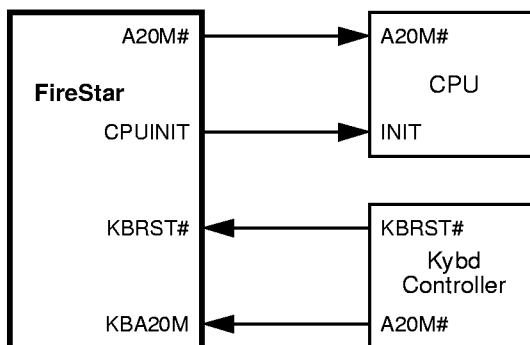 A20M#
A20M#
FireStar
CPU
CPUINIT
INIT
KBRST#
KBRST#
Kybd
Controller
KBA20M
A20M#